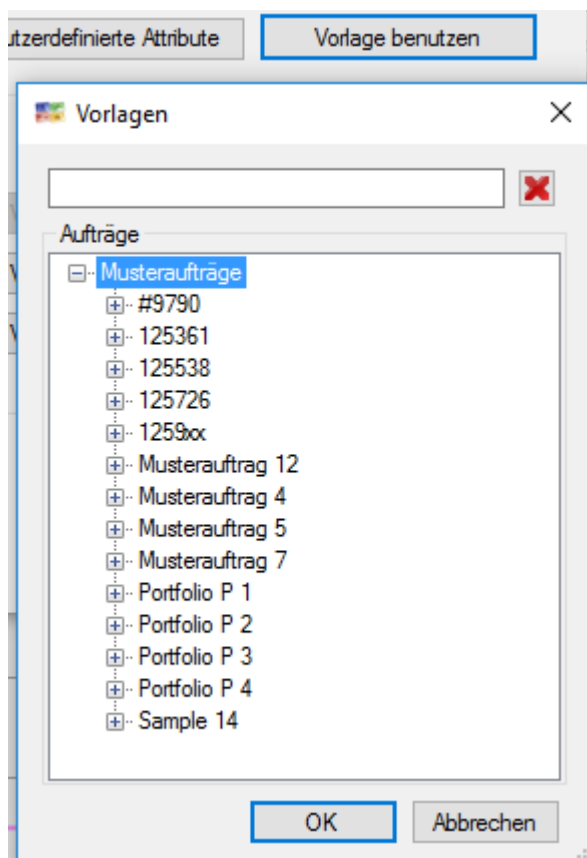 utzerdefinierte Attribute Vorlage benutzen
Vorlagen
Aufträge
Musteraufträge
#9790
125361
125538
125726
1259xx
Musterauftrag 12
Musterauftrag 4
Musterauftrag 5
Musterauftrag 7
Portfolio P 1
Portfolio P 2
Portfolio P 3
Portfolio P 4
Sample 14
OK Abbrechen